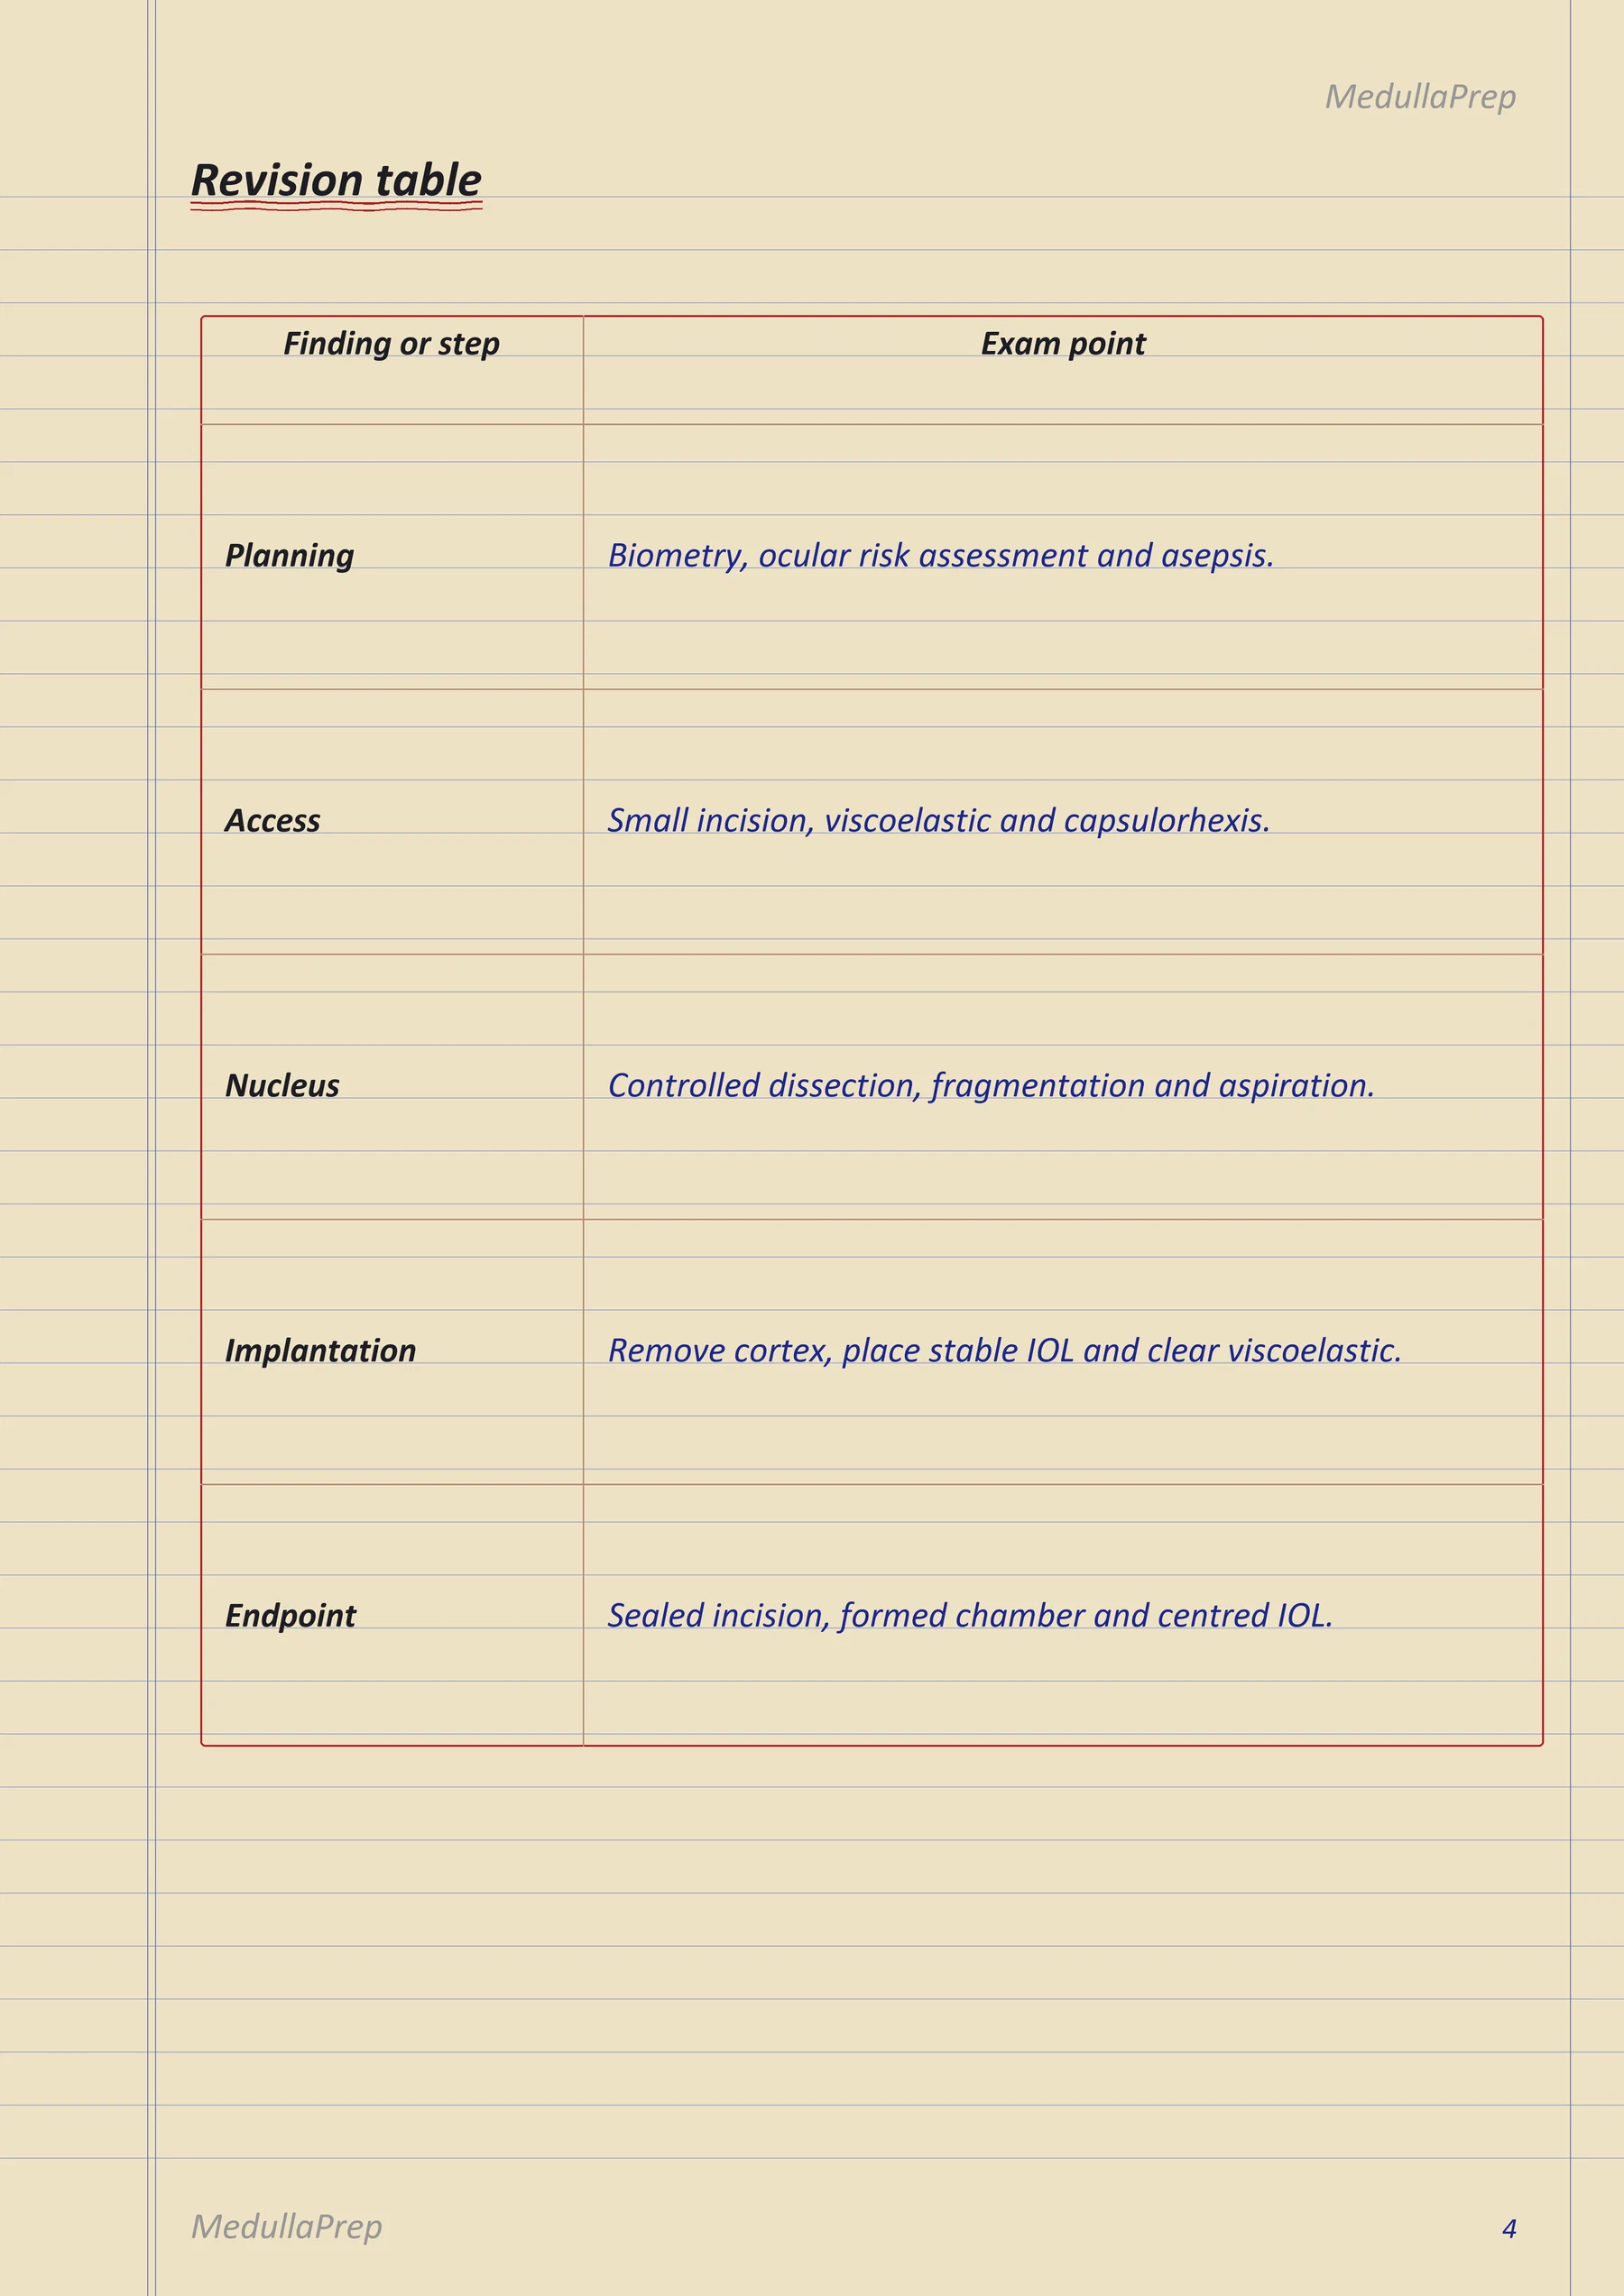 MedullaPrep
Revision table
Finding or step
Exam point
Planning
Biometry, ocular risk assessment and asepsis.
Access
Small incision, viscoelastic and capsulorhexis.
Nucleus
Controlled dissection, fragmentation and aspiration.
Implantation
Remove cortex, place stable IOL and clear viscoelastic.
Endpoint
Sealed incision, formed chamber and centred IOL.
MedullaPrep
4